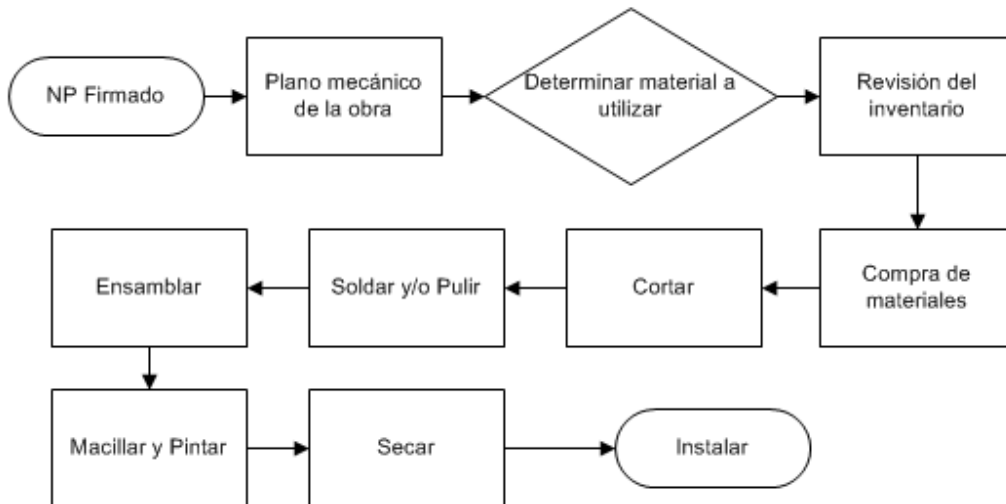 NP Firmado
Plano mecánico
de la obra
Determinar material a
utilizar
Revisión del
inventario
Compra de
materiales
Cortar
Soldar y/o Pulir
Ensamblar
Macillar y Pintar
Secar
Instalar